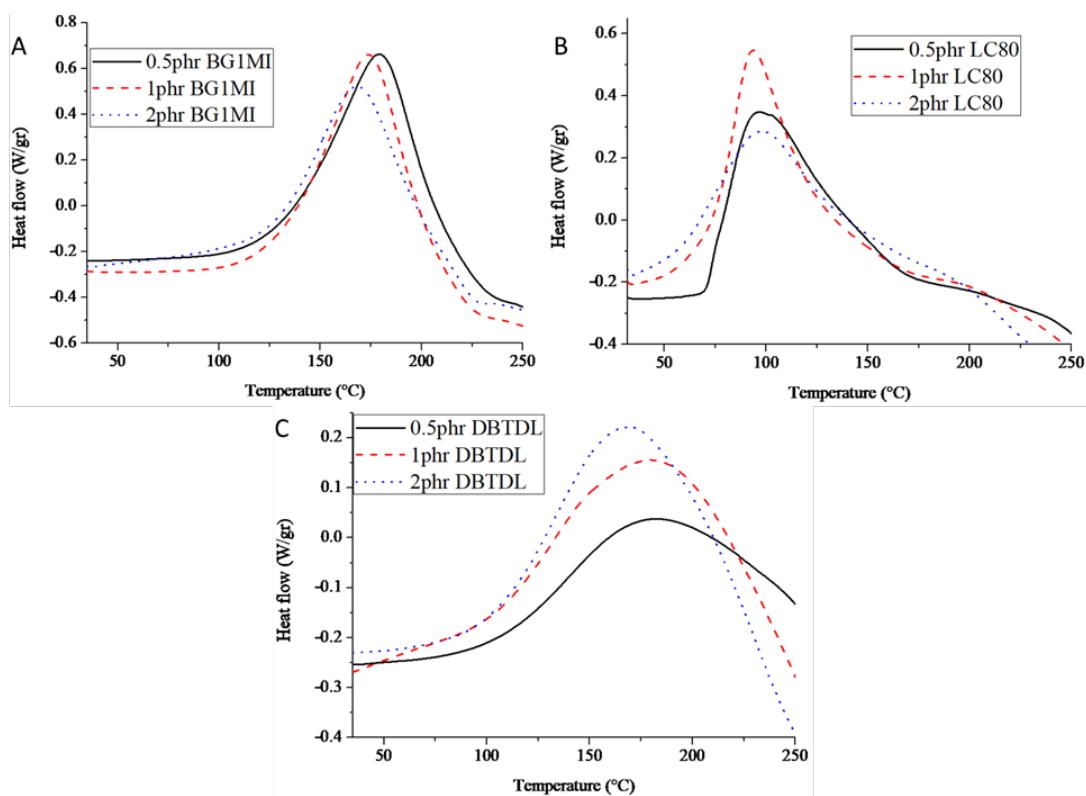 A
0.5phr BG1MI
1phr BG1MI
2phr BG1MI
Heat flow (W/gr)
0.8
0.6
0.4
0.2
0.0
-0.2
-0.4
-0.6
50 100 150 200 250
Temperature (°C)
B
0.5phr LC80
1phr LC80
2phr LC80
Heat flow (W/gr)
0.6
0.4
0.2
0.0
-0.2
-0.4
50 100 150 200 250
Temperature (°C)
C
0.5phr DBTDL
1phr DBTDL
2phr DBTDL
Heat flow (W/gr)
0.2
0.1
0.0
-0.1
-0.2
-0.3
-0.4
50 100 150 200 250
Temperature (°C)